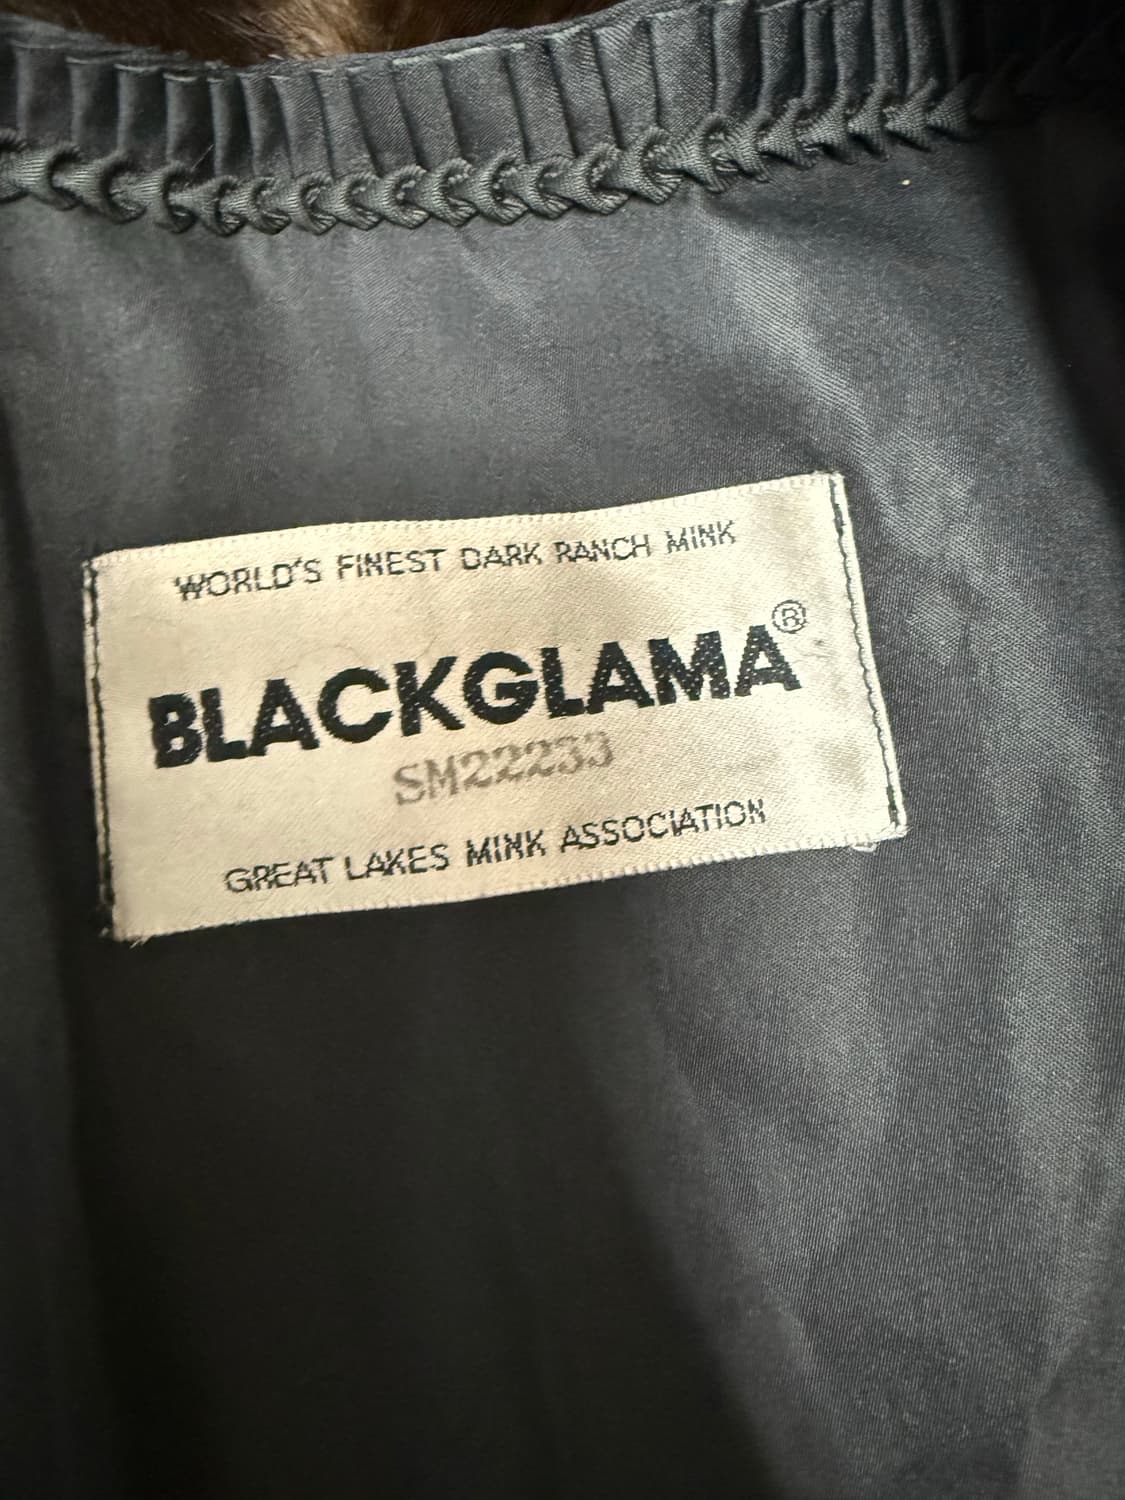 WORLD'S FINEST DARK RANCH MINK
BLACKGLAMA®
SM22233
GREAT LAKES MINK ASSOCIATION